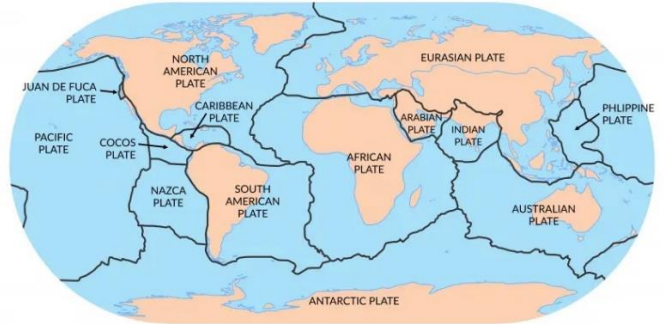 NORTH
AMERICAN
PLATE
EURASIAN PLATE
JUAN DE FUCA
PLATE
CARIBBEAN
PLATE
ARABIAN
PLATE
INDIAN
PLATE
PHLIPPINE
PLATE
PACIFIC
PLATE
COCOS
PLATE
AFRICAN
PLATE
NAZCA
PLATE
SOUTH
AMERICAN
PLATE
AUSTRALIAN
PLATE
ANTARCTIC PLATE